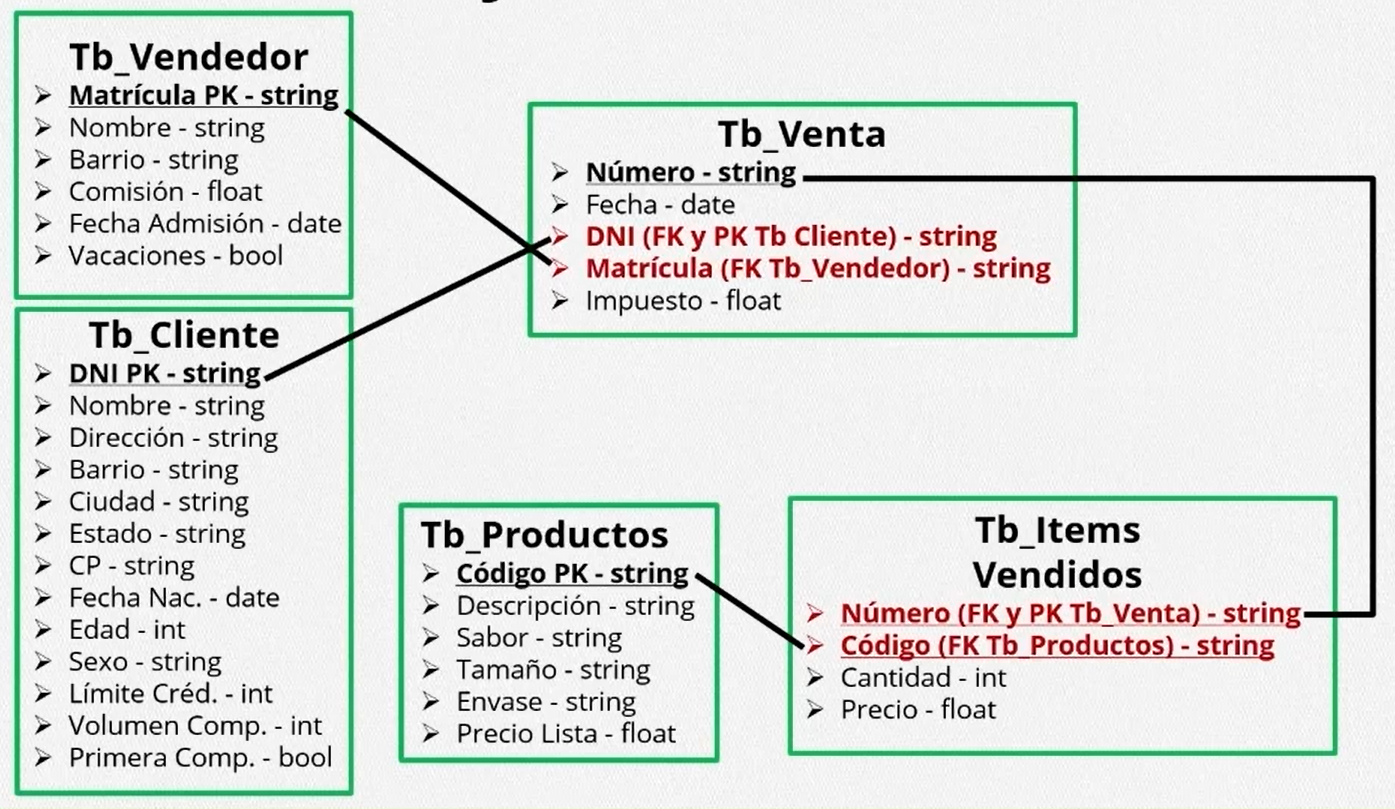 Tb_Vendedor
Matrícula PK - string
Nombre - string
Barrio - string
Comisión - float
Fecha Admisión - date
Vacaciones - bool
Tb_Cliente
DNI PK - string
Nombre - string
Dirección - string
Barrio - string
Ciudad - string
Estado - string
CP - string
Fecha Nac. - date
Edad - int
Sexo - string
Límite Créd. - int
Volumen Comp. - int
Primera Comp. - bool
Tb_Venta
Número - string
Fecha - date
DNI (FK y PK Tb Cliente) - string
Matrícula (FK Tb_Vendedor) - string
Impuesto - float
Tb_Productos
Código PK - string
Descripción - string
Sabor - string
Tamaño - string
Envase - string
Precio Lista - float
Tb_Items
Vendidos
Número (FK y PK Tb_Venta) - string
Código (FK Tb_Productos) - string
Cantidad - int
Precio - float